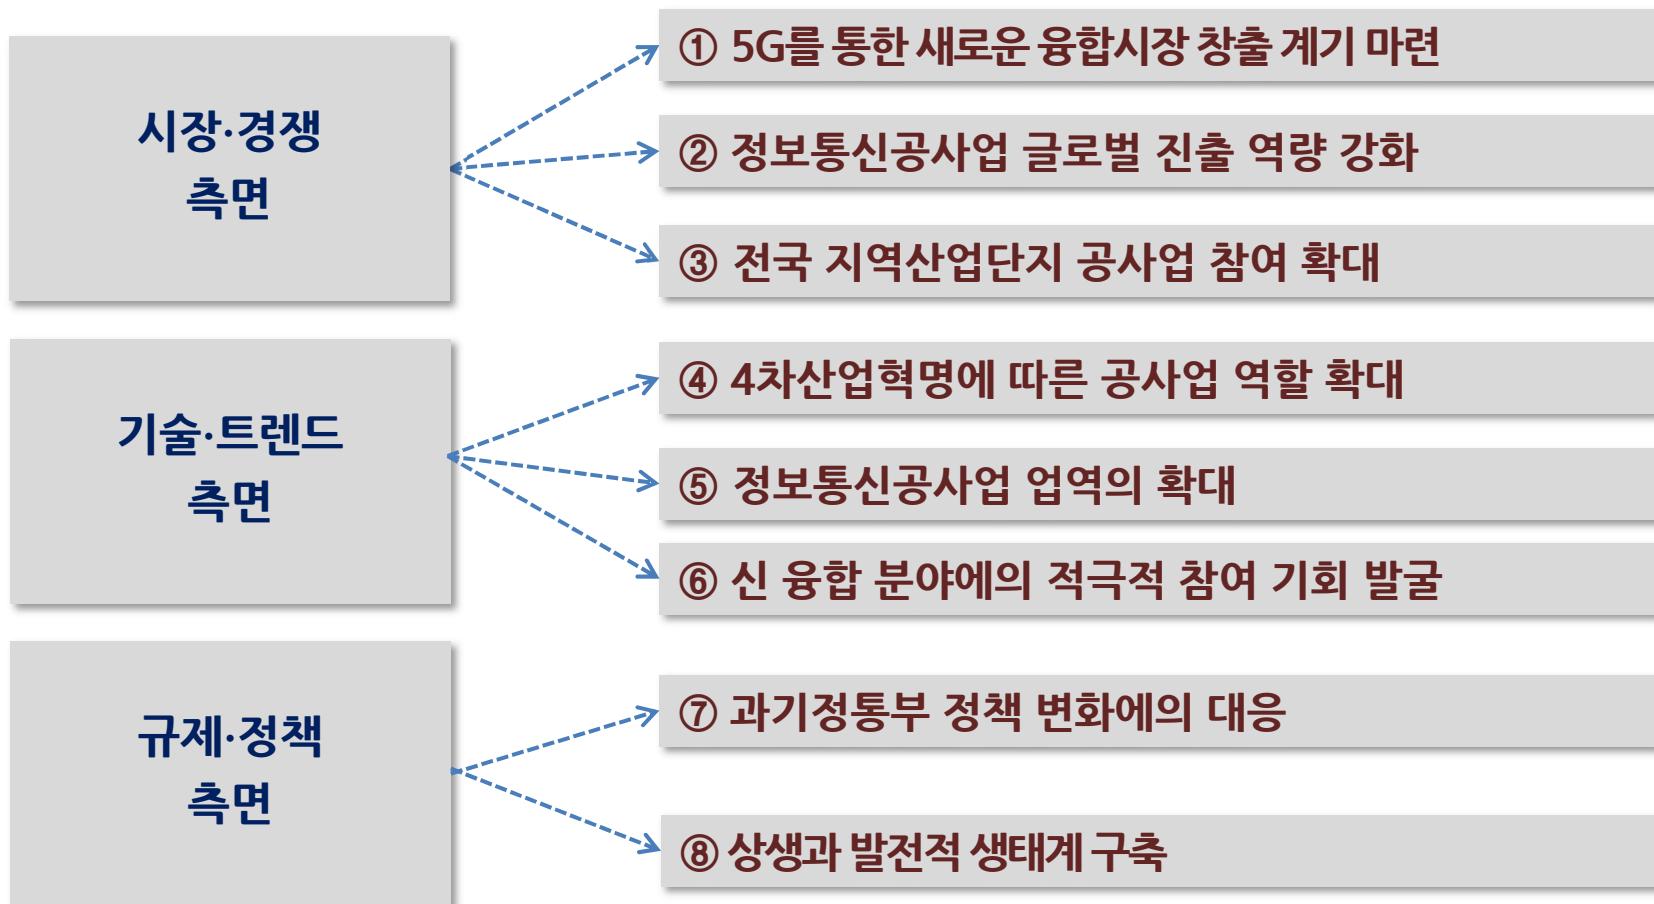 시장·경쟁
측면
① 5G를 통한 새로운 융합시장 창출 계기 마련
② 정보통신공사업 글로벌 진출 역량 강화
③ 전국 지역산업단지 공사업 참여 확대
기술·트렌드
측면
④ 4차산업혁명에 따른 공사업 역할 확대
⑤ 정보통신공사업 업역의 확대
⑥ 신 융합 분야에의 적극적 참여 기회 발굴
규제·정책
측면
⑦ 과기정통부 정책 변화에의 대응
⑧ 상생과 발전적 생태계 구축